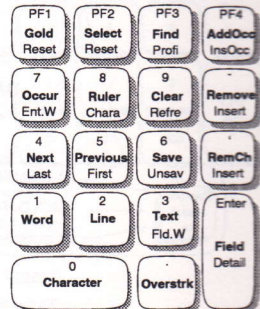 PF1 PF2 PF3 PF4
Gold Select Find AddOcc
Reset Reset Profi InsOcc
7 8 9 -
Occur Ruler Clear Remove
Ent.W Chara Refre Insert
4 5 6 ,
Next Previous Save RemCh
Last First Unsav Insert
1 2 3 Enter
Word Line Text
Fld.W
Field
Detail
0 .
Character Overstrk